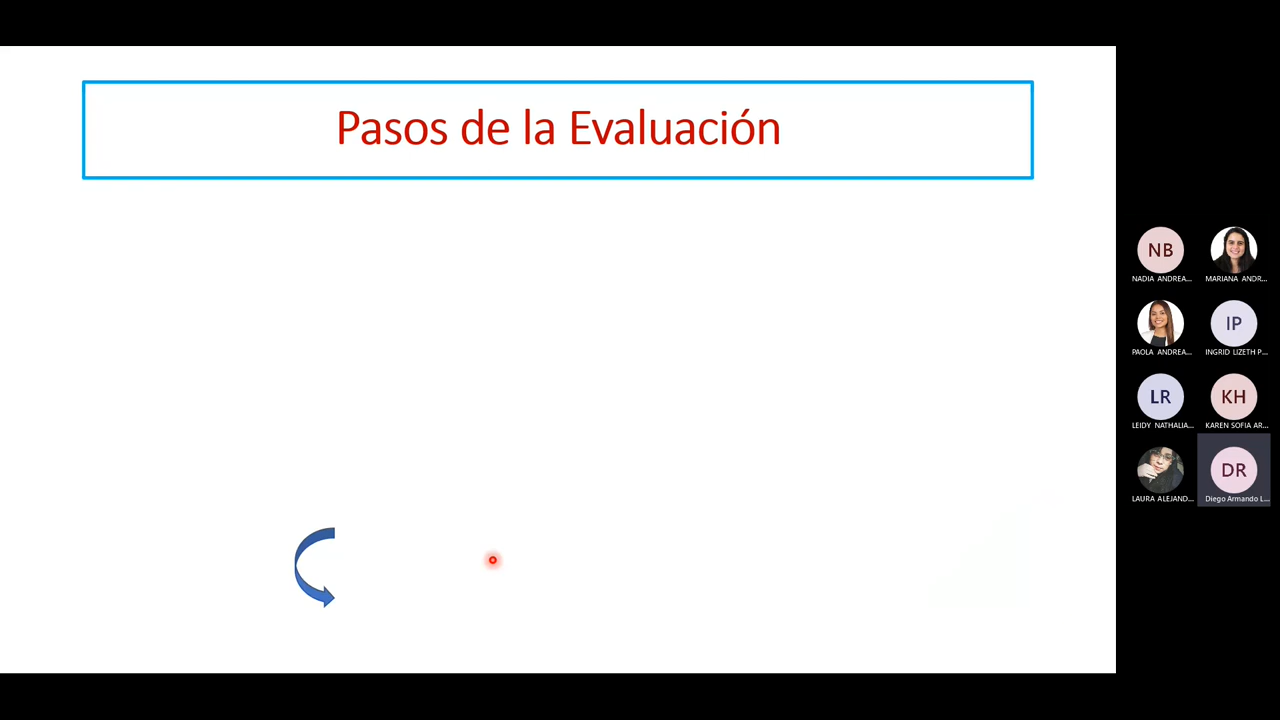 Pasos de la Evaluación
NB
NADIA ANDREA...
MARIANA ANDR...
PAOLA ANDREA...
IP
INGRID LIZETH P...
LR
LEIDY NATHALIA...
KH
KAREN SOFIA AR...
LAURA ALEJAND...
DR
Diego Armando L...